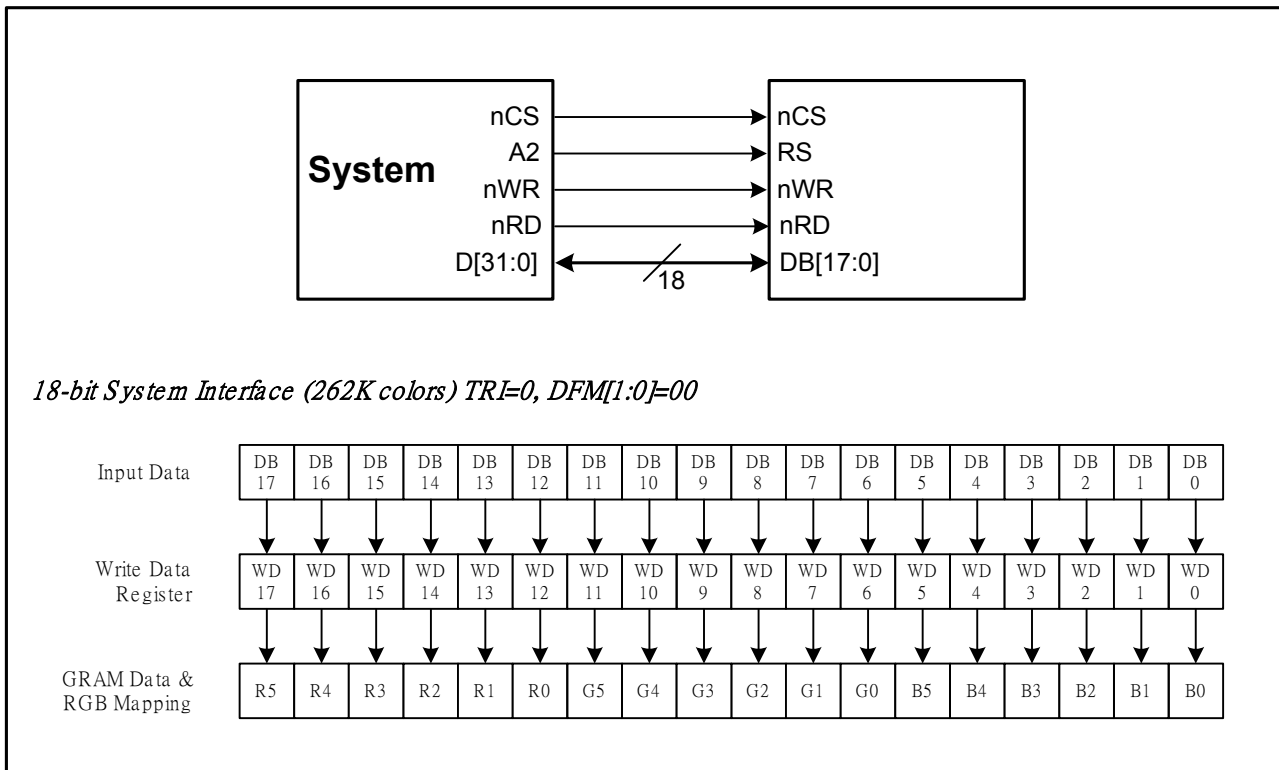 System
nCS nCS
A2 RS
nWR nWR
nRD nRD
D[31:0] DB[17:0]
18
18-bit System Interface (262K colors) TRI=0, DFM[1:0]=00
Input Data
DB 17 DB 16 DB 15 DB 14 DB 13 DB 12 DB 11 DB 10 DB 9 DB 8 DB 7 DB 6 DB 5 DB 4 DB 3 DB 2 DB 1 DB 0
Write Data
Register
WD 17 WD 16 WD 15 WD 14 WD 13 WD 12 WD 11 WD 10 WD 9 WD 8 WD 7 WD 6 WD 5 WD 4 WD 3 WD 2 WD 1 WD 0
GRAM Data &
RGB Mapping
R5 R4 R3 R2 R1 R0 G5 G4 G3 G2 G1 G0 B5 B4 B3 B2 B1 B0